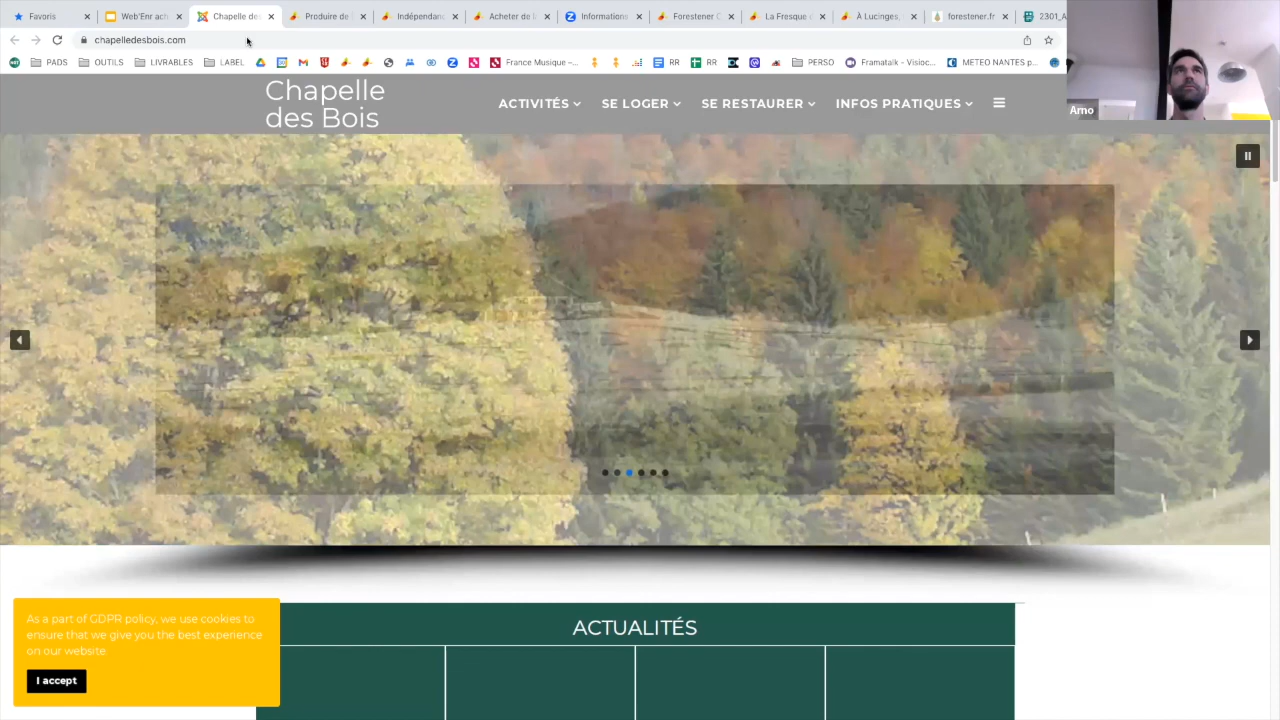 Favoris
Web'Enr ach
Chapelle des
Produire de
Indépendanc
Acheter de l
Informations
Forestener C
La Fresque
À Lucinges,
forestener.fr
2301_A
chapelledesbois.com
PADS
OUTILS
LIVRABLES
LABEL
France Musique –...
RR
RR
PERSO
Framatalk - Visioc...
METEO NANTES p...
Chapelle
des Bois
ACTIVITÉS
SE LOGER
SE RESTAURER
INFOS PRATIQUES
Arno
As a part of GDPR policy, we use cookies to
ensure that we give you the best experience
on our website.
I accept
ACTUALITÉS